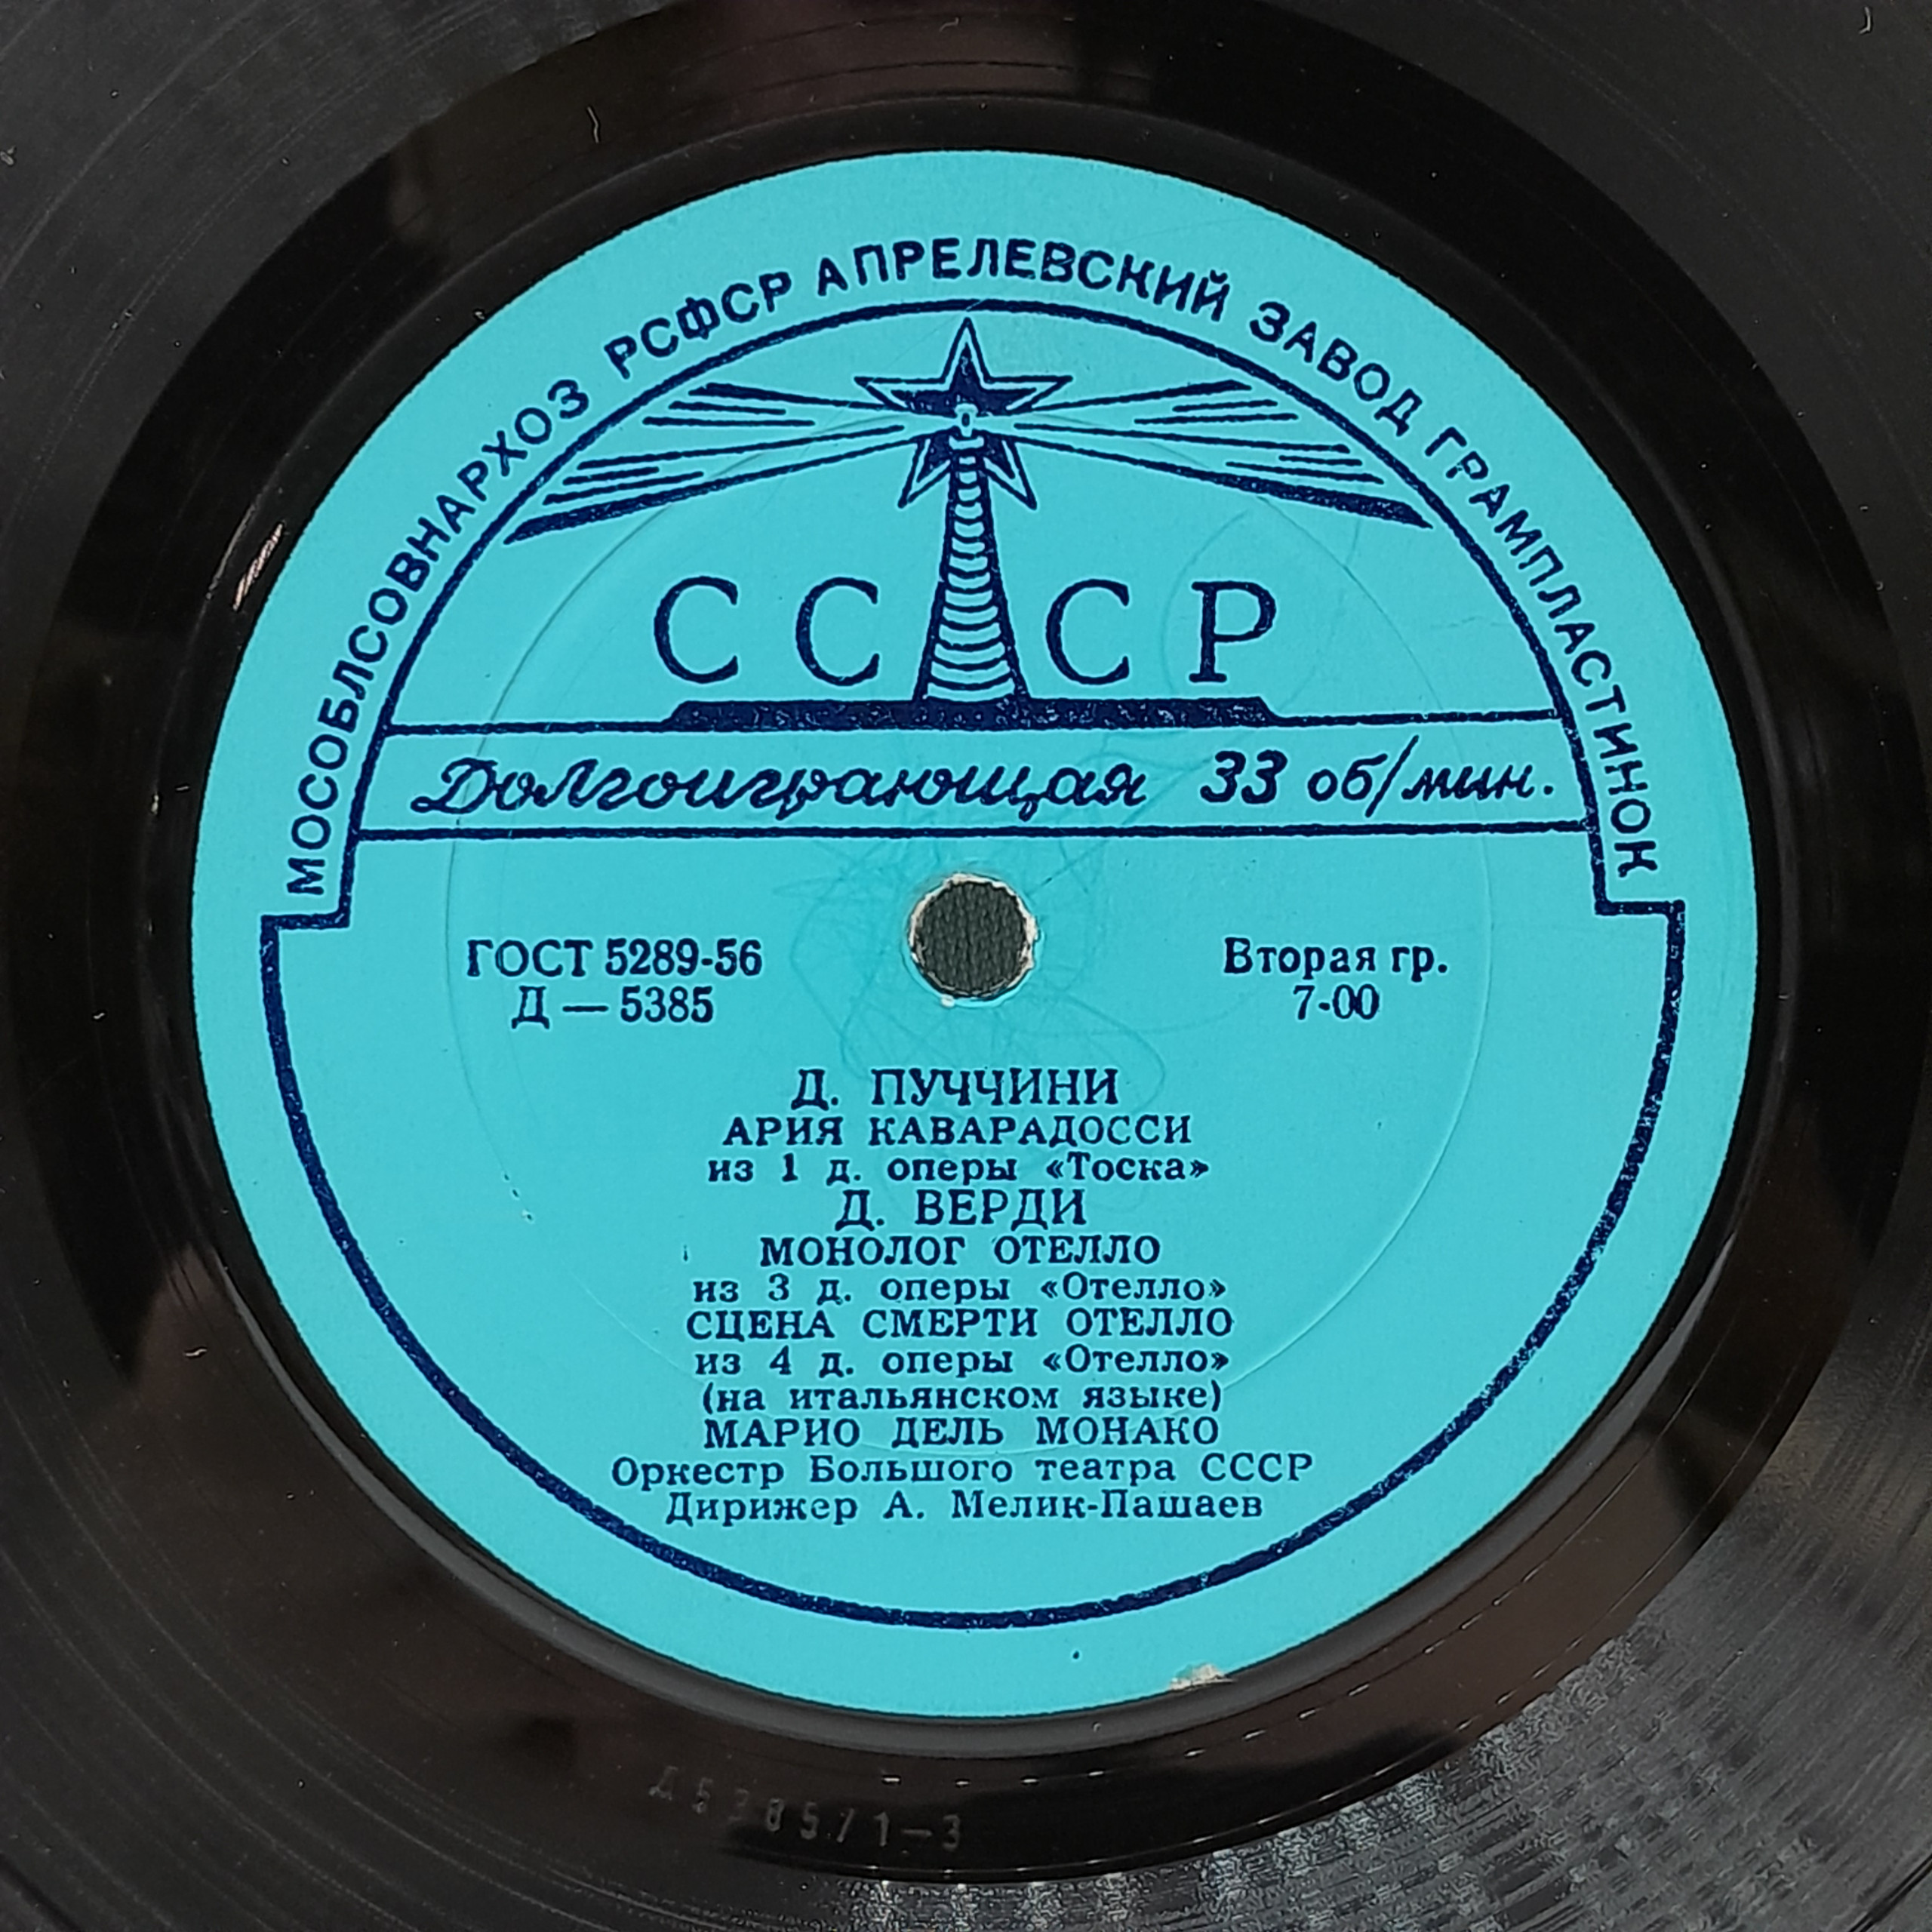 МОСОБЛСОВНАРХОЗ РСФСР АПРЕЛЕВСКИЙ ЗАВОД ГРАМПЛАСТИНОК
СССР
Долгоиграющая 33 об/мин.
ГОСТ 5289-56
Д — 5385
Вторая гр.
7-00
Д. ПУЧЧИНИ
АРИЯ КАВАРАДОССИ
из 1 д. оперы «Тоска»
Д. ВЕРДИ
МОНОЛОГ ОТЕЛЛО
из 3 д. оперы «Отелло»
СЦЕНА СМЕРТИ ОТЕЛЛО
из 4 д. оперы «Отелло»
(на итальянском языке)
МАРИО ДЕЛЬ МОНАКО
Оркестр Большого театра СССР
Дирижер А. Мелик-Пашаев
Д5385/1-3